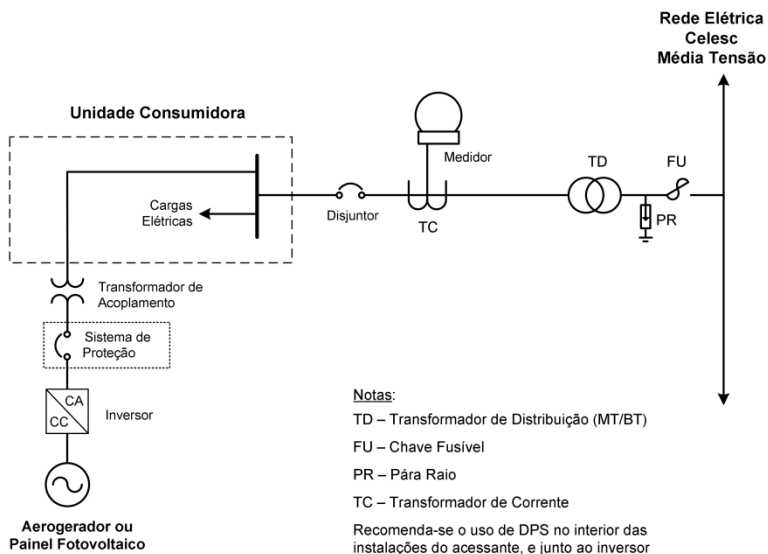 Rede Elétrica
Celesc
Média Tensão
Unidade Consumidora
Medidor
TD
FU
Cargas
Elétricas
Disjuntor
TC
PR
Transformador de
Acoplamento
Sistema de
Proteção
CA
CC
Inversor
Aerogerador ou
Painel Fotovoltaico
Notas:
TD – Transformador de Distribuição (MT/BT)
FU – Chave Fusível
PR – Pára Raio
TC – Transformador de Corrente
Recomenda-se o uso de DPS no interior das
instalações do acessante, e junto ao inversor